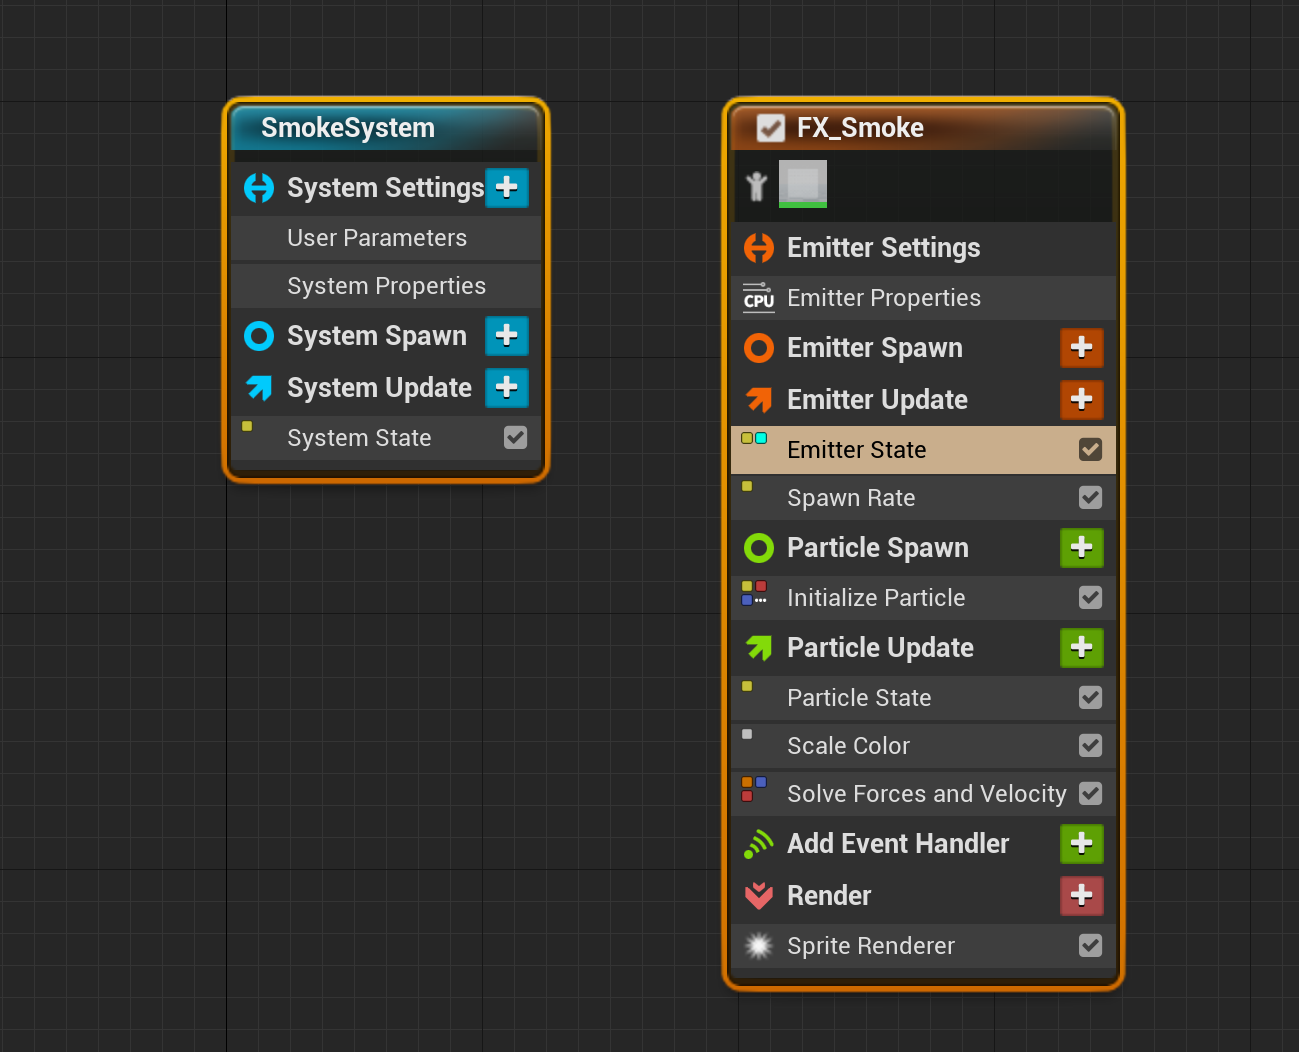 SmokeSystem
System Settings
User Parameters
System Properties
System Spawn
System Update
System State
FX_Smoke
Emitter Settings
CPU Emitter Properties
Emitter Spawn
Emitter Update
Emitter State
Spawn Rate
Particle Spawn
Initialize Particle
Particle Update
Particle State
Scale Color
Solve Forces and Velocity
Add Event Handler
Render
Sprite Renderer